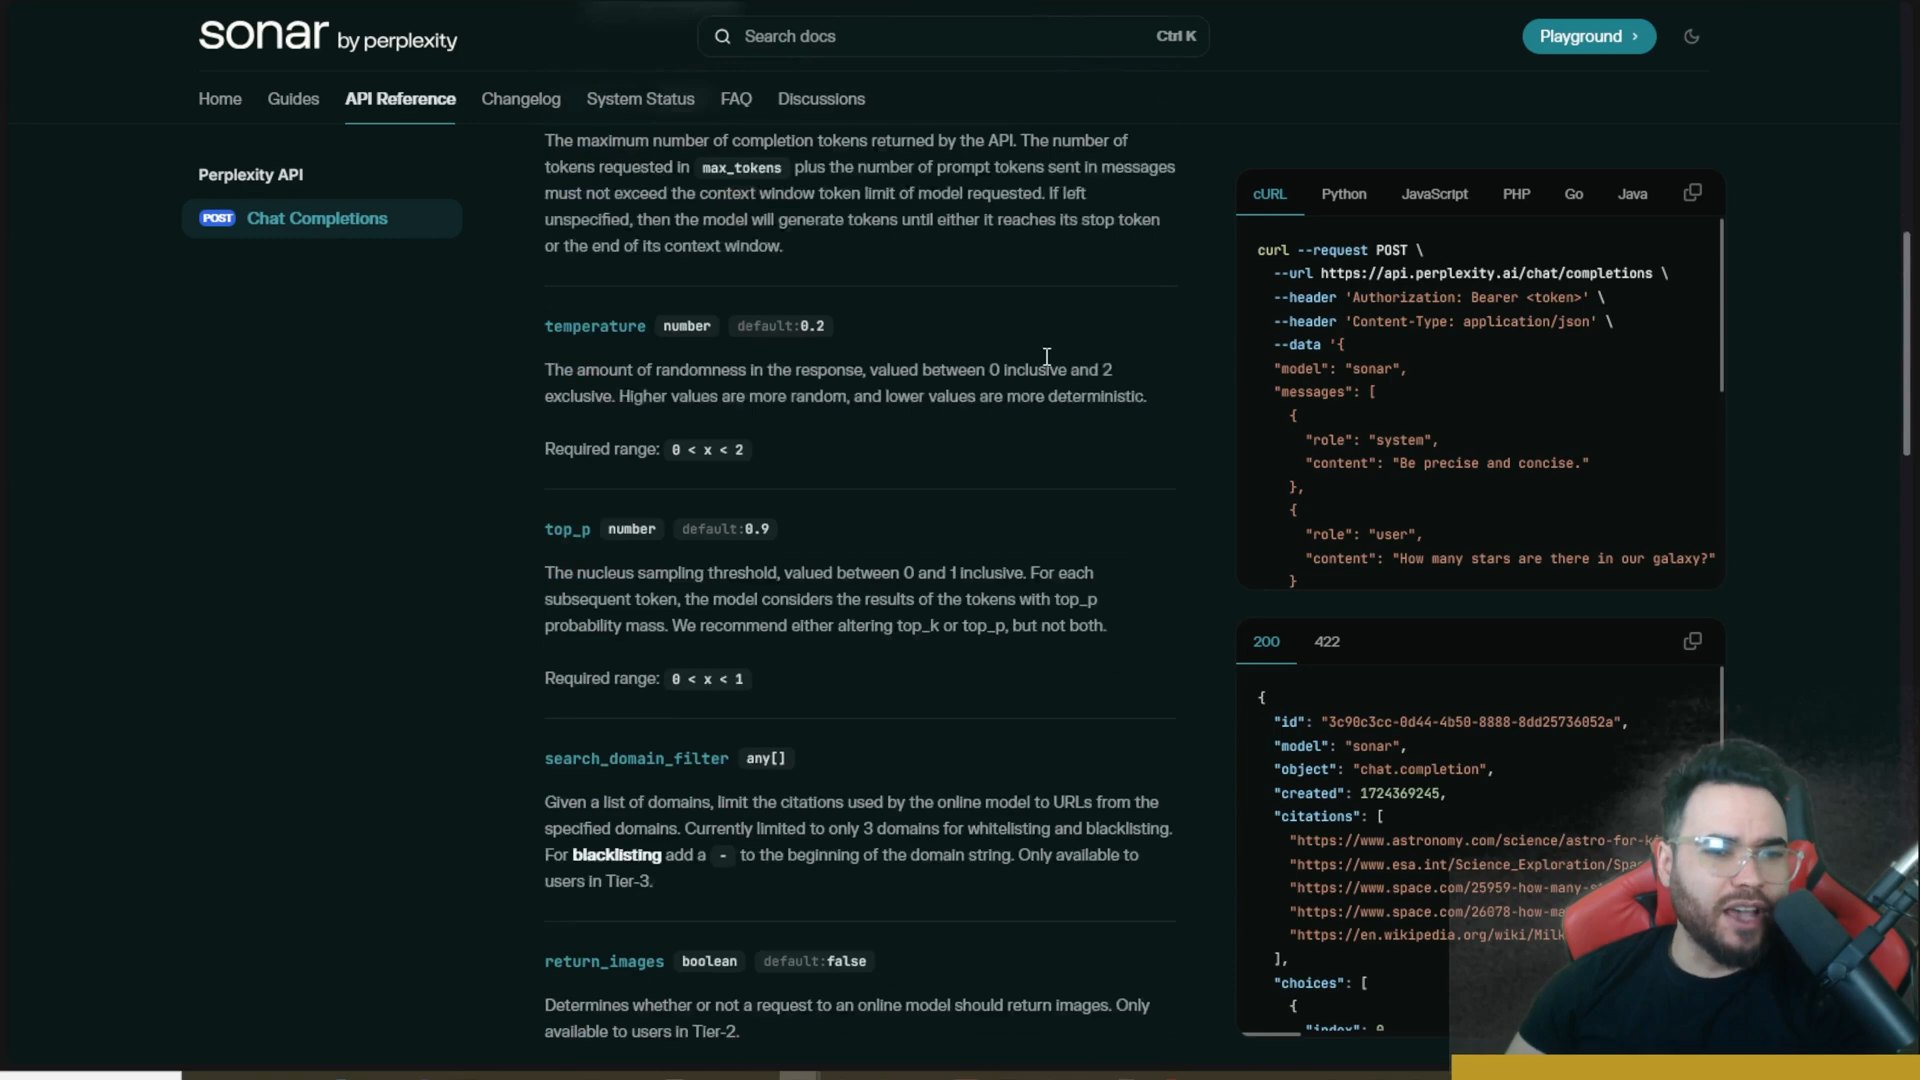 sonar by perplexity
Search docs
Ctrl K
Playground ›
Home
Guides
API Reference
Changelog
System Status
FAQ
Discussions
Perplexity API
POST Chat Completions
The maximum number of completion tokens returned by the API. The number of
tokens requested in max_tokens plus the number of prompt tokens sent in messages
must not exceed the context window token limit of model requested. If left
unspecified, then the model will generate tokens until either it reaches its stop token
or the end of its context window.
temperature number default:0.2
The amount of randomness in the response, valued between 0 inclusive and 2
exclusive. Higher values are more random, and lower values are more deterministic.
Required range: 0 < x < 2
top_p number default:0.9
The nucleus sampling threshold, valued between 0 and 1 inclusive. For each
subsequent token, the model considers the results of the tokens with top_p
probability mass. We recommend either altering top_k or top_p, but not both.
Required range: 0 < x < 1
search_domain_filter any[]
Given a list of domains, limit the citations used by the online model to URLs from the
specified domains. Currently limited to only 3 domains for whitelisting and blacklisting.
For blacklisting add a - to the beginning of the domain string. Only available to
users in Tier-3.
return_images boolean default:false
Determines whether or not a request to an online model should return images. Only
available to users in Tier-2.
cURL Python JavaScript PHP Go Java
curl --request POST \
--url https://api.perplexity.ai/chat/completions \
--header 'Authorization: Bearer <token>' \
--header 'Content-Type: application/json' \
--data '{
"model": "sonar",
"messages": [
{
"role": "system",
"content": "Be precise and concise."
},
{
"role": "user",
"content": "How many stars are there in our galaxy?"
}
200 422
{
"id": "3c90c3cc-0d44-4b50-8888-8dd25736052a",
"model": "sonar",
"object": "chat.completion",
"created": 1724369245,
"citations": [
"https://www.astronomy.com/science/astro-for-k
"https://www.esa.int/Science_Exploration/Spa
"https://www.space.com/25959-how-many-s
"https://www.space.com/26078-how-ma
"https://en.wikipedia.org/wiki/Milk
],
"choices": [
{
"index": 0